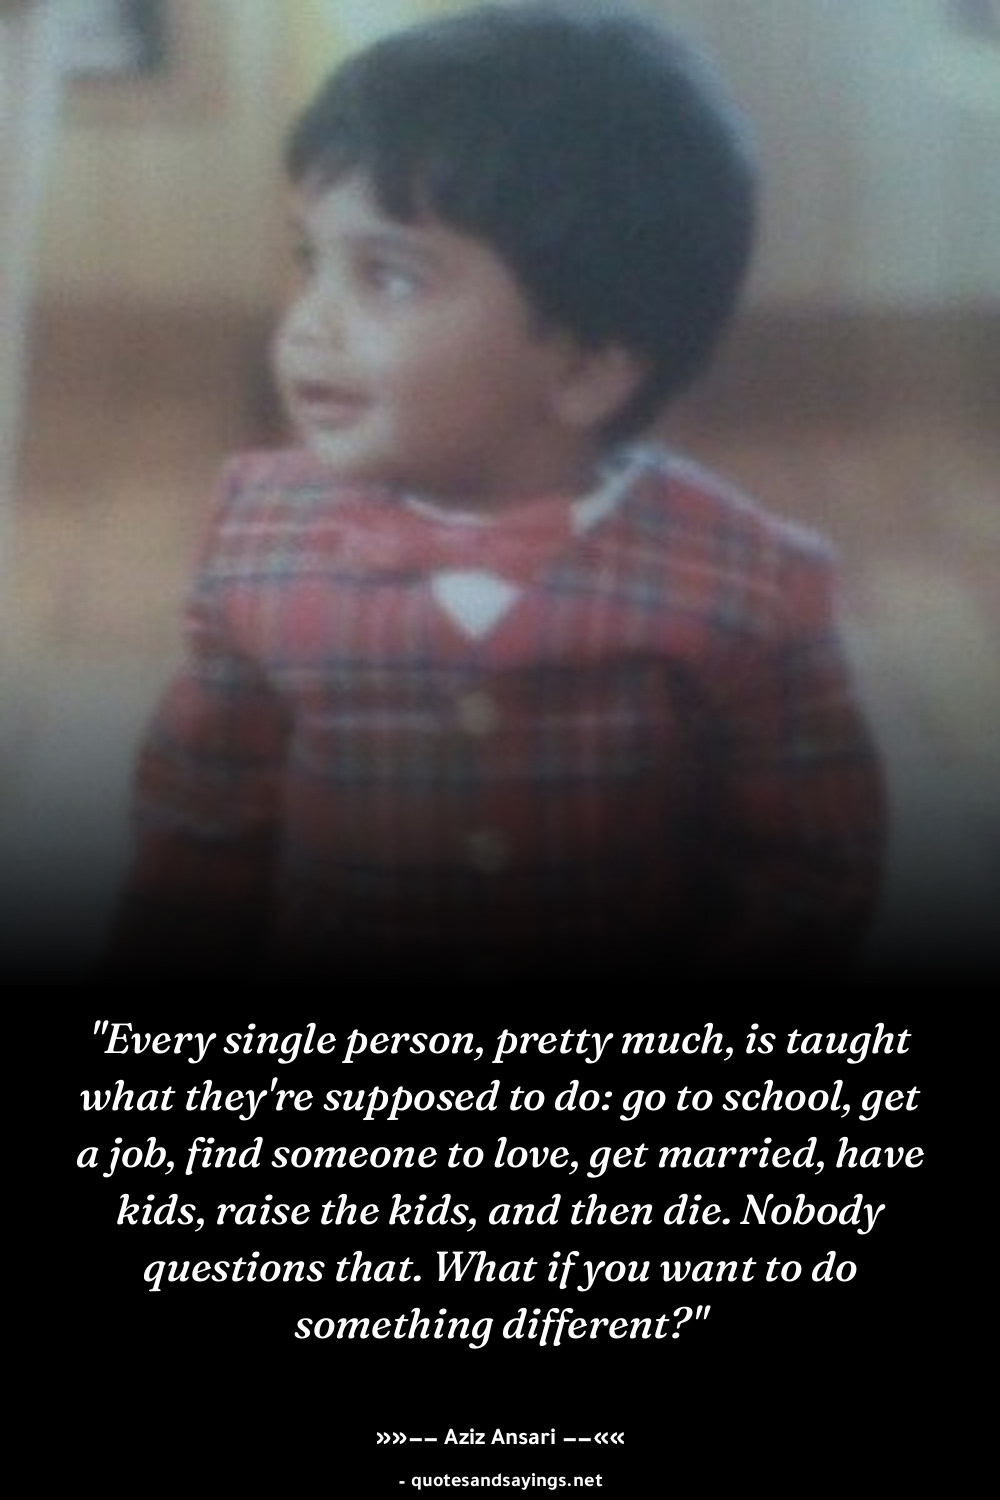 "Every single person, pretty much, is taught
what they're supposed to do: go to school, get
a job, find someone to love, get married, have
kids, raise the kids, and then die. Nobody
questions that. What if you want to do
something different?"
»»–– Aziz Ansari ––««
- quotesandsayings.net